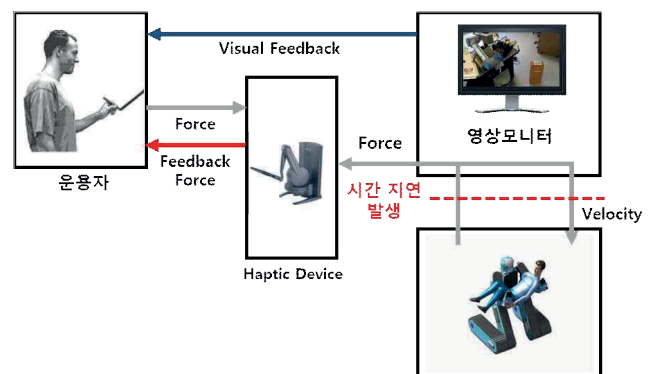 Visual Feedback
Force
Feedback
Force
운용자
Haptic Device
Force
영상모니터
시간 지연
발생
Velocity